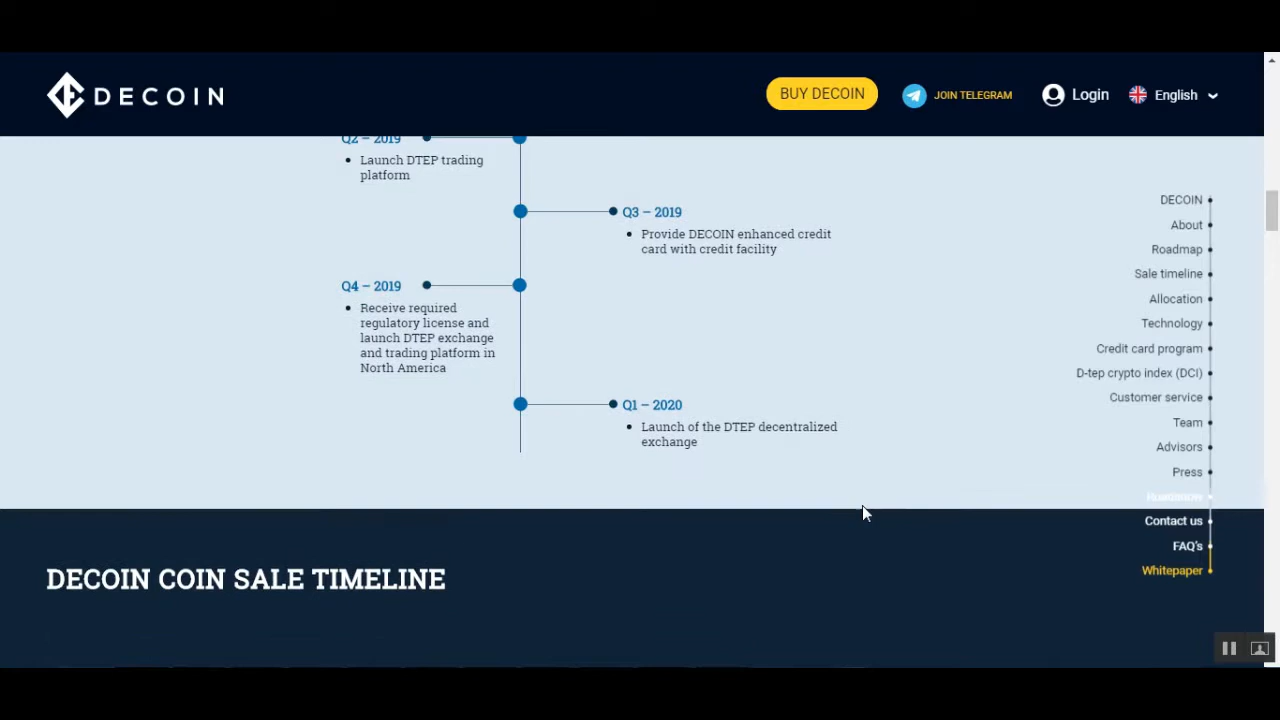 DECOIN
BUY DECOIN
JOIN TELEGRAM
Login
English
Q2 – 2019
Launch DTEP trading
platform
Q3 – 2019
Provide DECOIN enhanced credit
card with credit facility
Q4 – 2019
Receive required
regulatory license and
launch DTEP exchange
and trading platform in
North America
Q1 – 2020
Launch of the DTEP decentralized
exchange
DECOIN
About
Roadmap
Sale timeline
Allocation
Technology
Credit card program
D-tep crypto index (DCI)
Customer service
Team
Advisors
Press
Roadshow
Contact us
FAQ's
Whitepaper
DECOIN COIN SALE TIMELINE